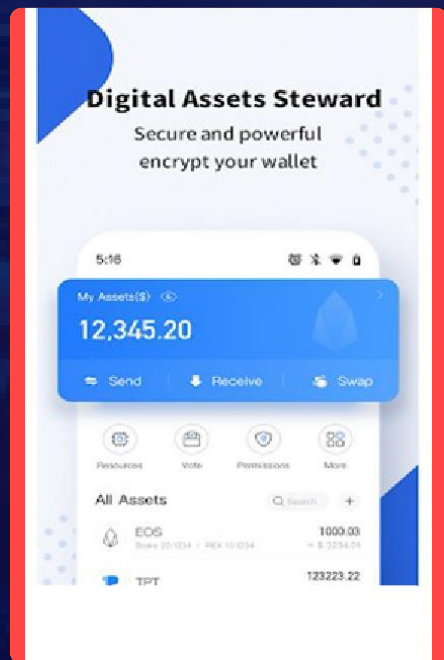 Digital Assets Steward
Secure and powerful
encrypt your wallet
5:16
My Assets($)
12,345.20
Send Receive Swap
Resources Vote Permissions More
All Assets Search +
EOS 1000.03
TPT 123223.22